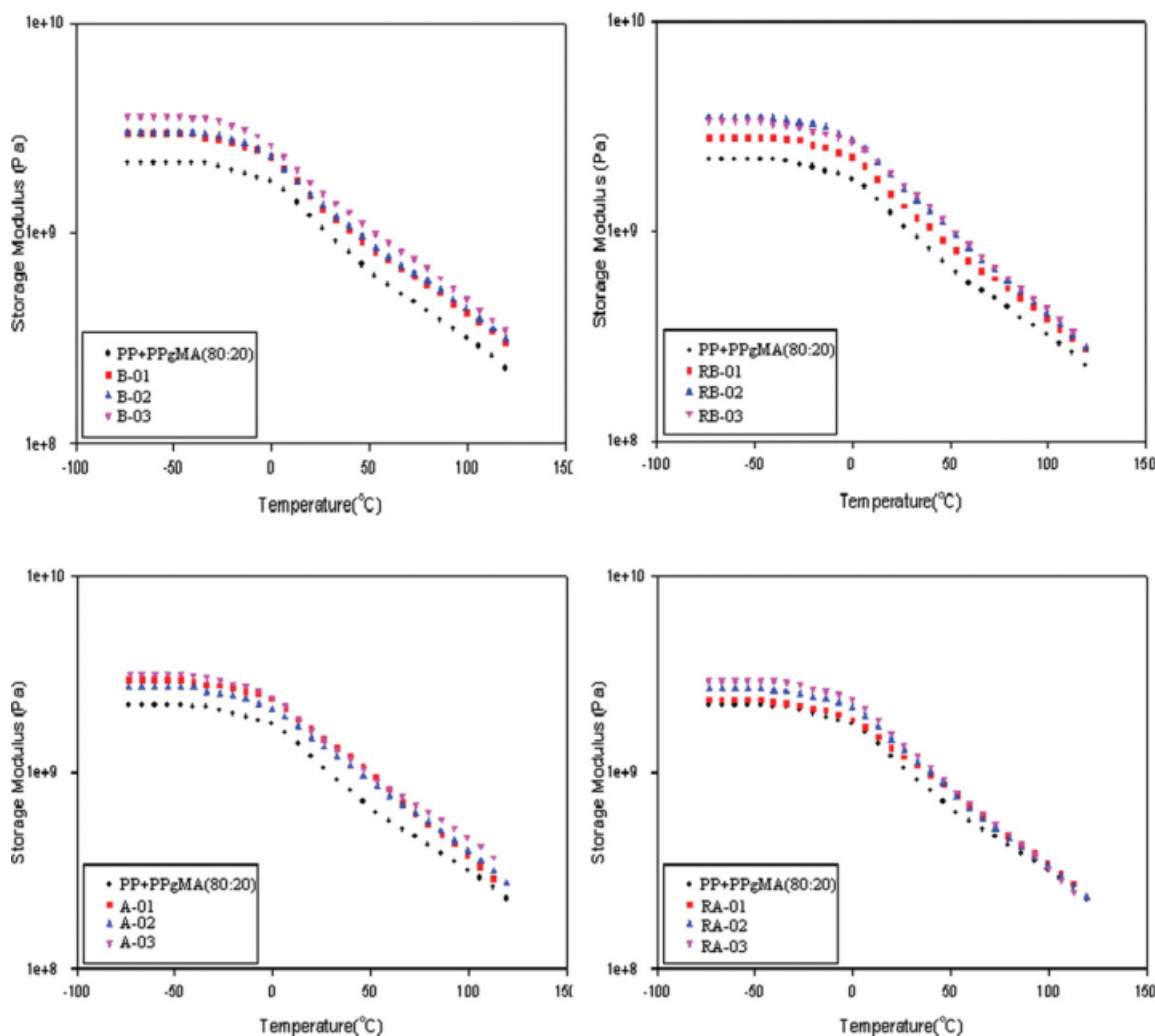 1e+10
Storage Modulus (Pa)
1e+9
1e+8
PP+PPgMA(80:20)
B-01
B-02
B-03
-100 -50 0 50 100 150
Temperature(°C)
1e+10
Storage Modulus (Pa)
1e+9
1e+8
PP+PPgMA(80:20)
RB-01
RB-02
RB-03
-100 -50 0 50 100 150
Temperature(°C)
1e+10
Storage Modulus (Pa)
1e+9
1e+8
PP+PPgMA(80:20)
A-01
A-02
A-03
-100 -50 0 50 100 150
Temperature(°C)
1e+10
Storage Modulus (Pa)
1e+9
1e+8
PP+PPgMA(80:20)
RA-01
RA-02
RA-03
-100 -50 0 50 100 150
Temperature(°C)